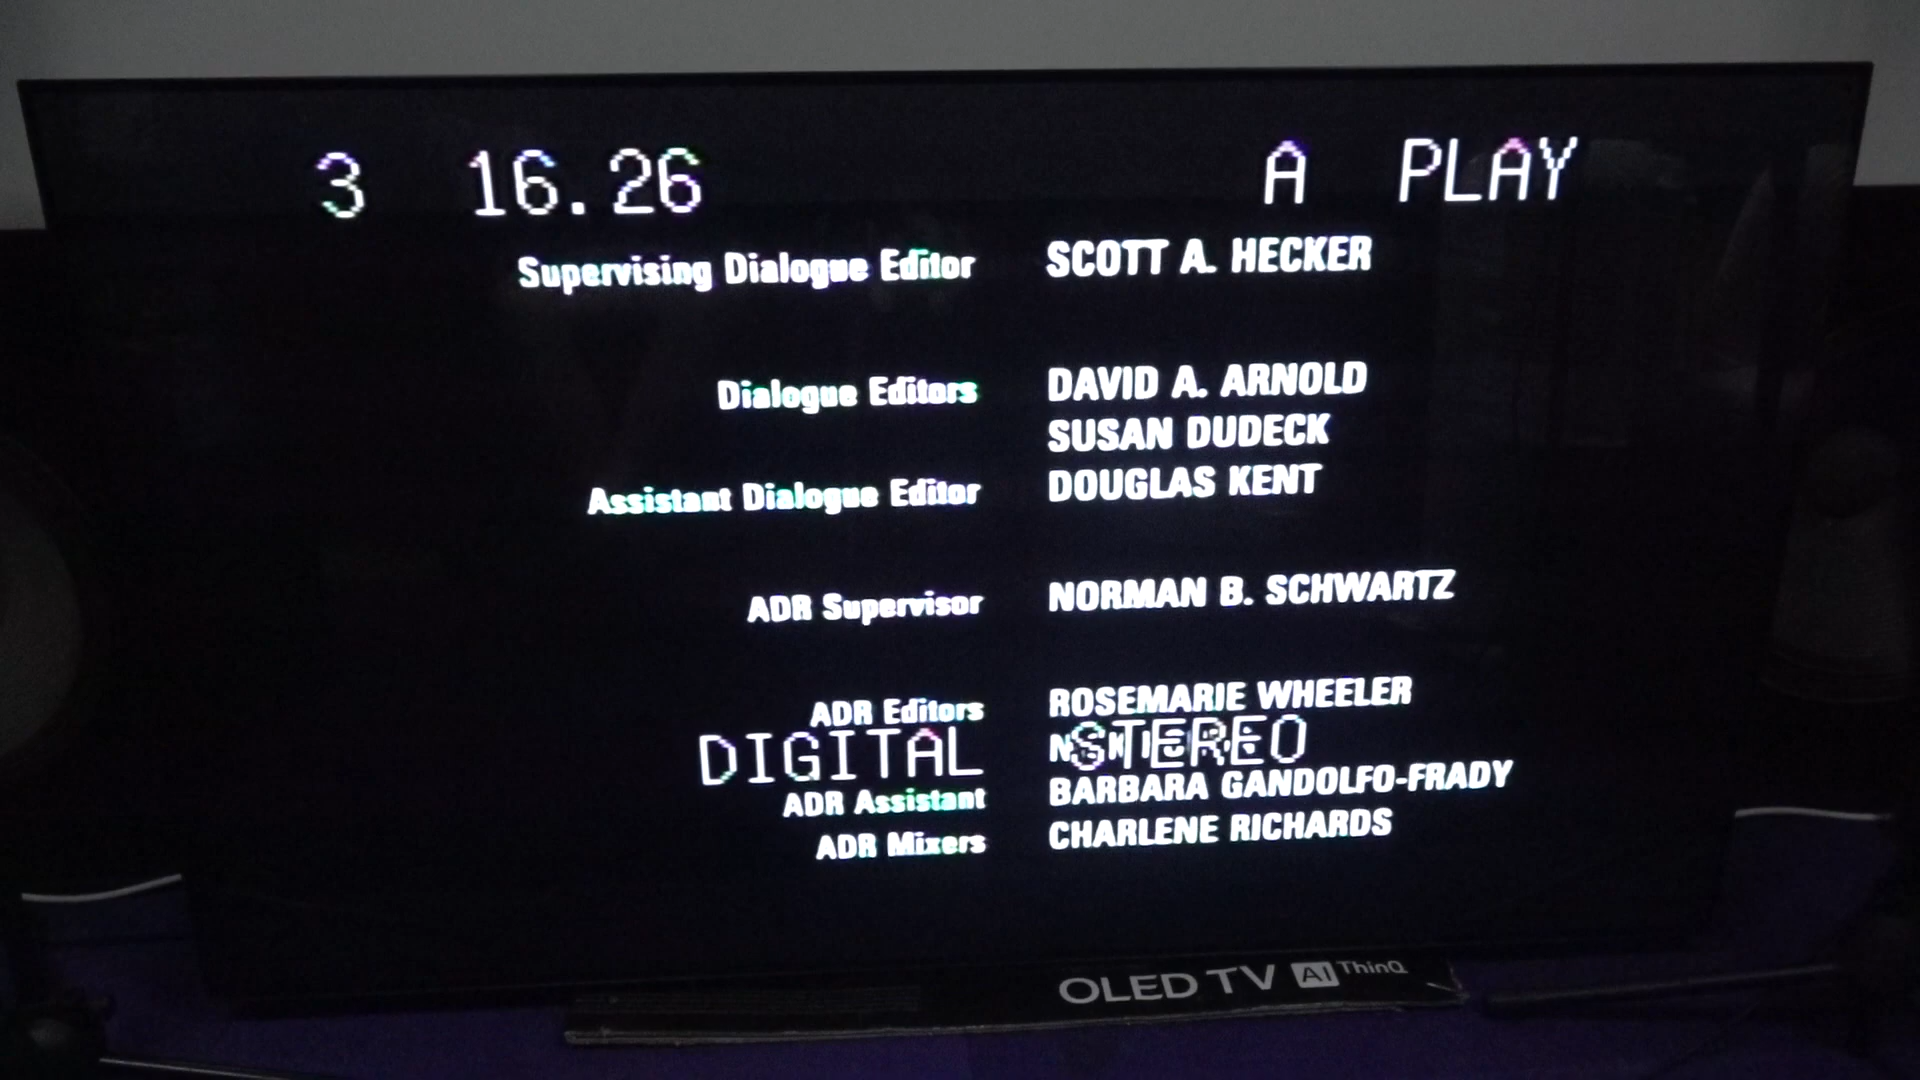 3 16.26 A PLAY
Supervising Dialogue Editor SCOTT A. HECKER
Dialogue Editors DAVID A. ARNOLD
SUSAN DUDECK
Assistant Dialogue Editor DOUGLAS KENT
ADR Supervisor NORMAN B. SCHWARTZ
ADR Editors ROSEMARIE WHEELER
DIGITAL STEREO
ADR Assistant BARBARA GANDOLFO-FRADY
ADR Mixers CHARLENE RICHARDS
OLED TV AI ThinQ